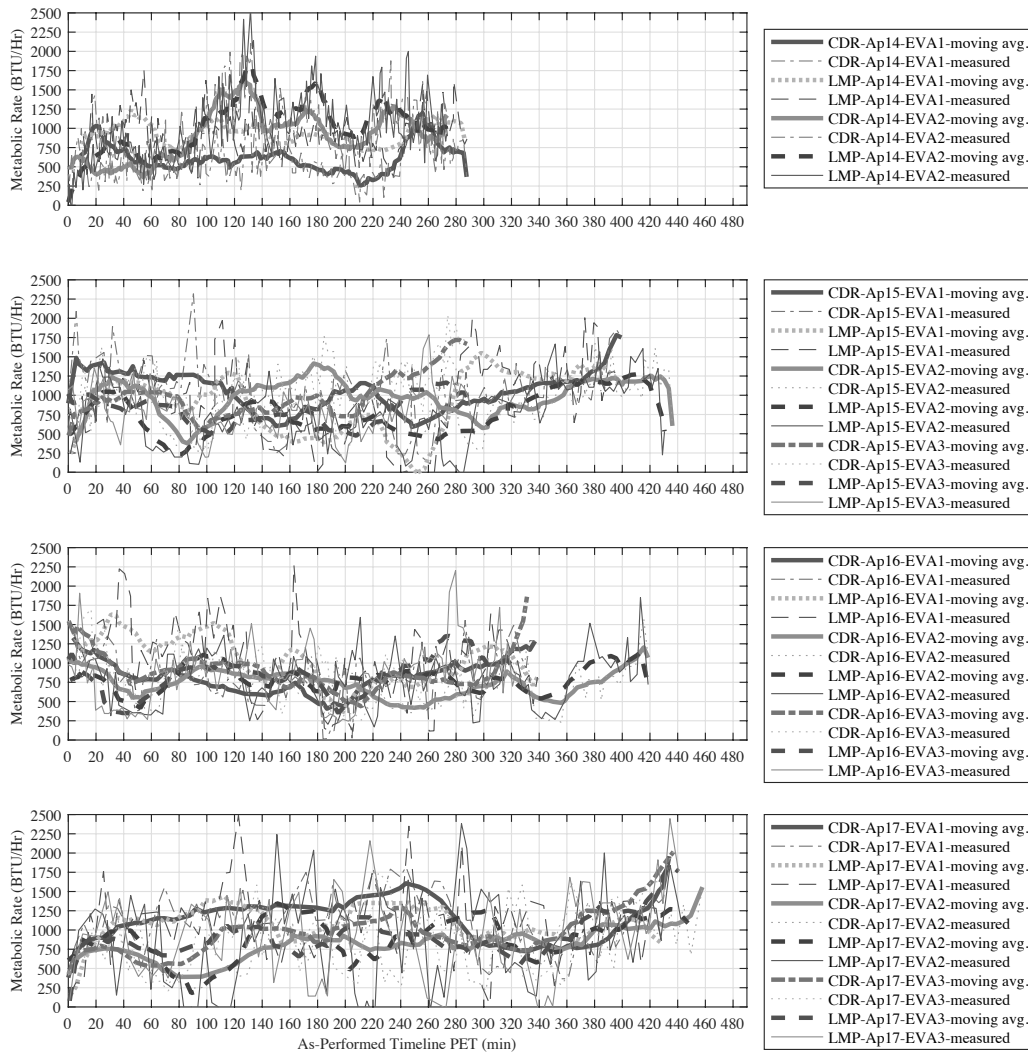 2500
2250
2000
1750
1500
1250
1000
750
500
250
0
Metabolic Rate (BTU/Hr)
0 20 40 60 80 100 120 140 160 180 200 220 240 260 280 300 320 340 360 380 400 420 440 460 480
CDR-Ap14-EVA1-moving avg.
CDR-Ap14-EVA1-measured
LMP-Ap14-EVA1-moving avg.
LMP-Ap14-EVA1-measured
CDR-Ap14-EVA2-moving avg.
CDR-Ap14-EVA2-measured
LMP-Ap14-EVA2-moving avg.
LMP-Ap14-EVA2-measured
2500
2250
2000
1750
1500
1250
1000
750
500
250
0
Metabolic Rate (BTU/Hr)
0 20 40 60 80 100 120 140 160 180 200 220 240 260 280 300 320 340 360 380 400 420 440 460 480
CDR-Ap15-EVA1-moving avg.
CDR-Ap15-EVA1-measured
LMP-Ap15-EVA1-moving avg.
LMP-Ap15-EVA1-measured
CDR-Ap15-EVA2-moving avg.
CDR-Ap15-EVA2-measured
LMP-Ap15-EVA2-moving avg.
LMP-Ap15-EVA2-measured
CDR-Ap15-EVA3-moving avg.
CDR-Ap15-EVA3-measured
LMP-Ap15-EVA3-moving avg.
LMP-Ap15-EVA3-measured
2500
2250
2000
1750
1500
1250
1000
750
500
250
0
Metabolic Rate (BTU/Hr)
0 20 40 60 80 100 120 140 160 180 200 220 240 260 280 300 320 340 360 380 400 420 440 460 480
CDR-Ap16-EVA1-moving avg.
CDR-Ap16-EVA1-measured
LMP-Ap16-EVA1-moving avg.
LMP-Ap16-EVA1-measured
CDR-Ap16-EVA2-moving avg.
CDR-Ap16-EVA2-measured
LMP-Ap16-EVA2-moving avg.
LMP-Ap16-EVA2-measured
CDR-Ap16-EVA3-moving avg.
CDR-Ap16-EVA3-measured
LMP-Ap16-EVA3-moving avg.
LMP-Ap16-EVA3-measured
2500
2250
2000
1750
1500
1250
1000
750
500
250
0
Metabolic Rate (BTU/Hr)
0 20 40 60 80 100 120 140 160 180 200 220 240 260 280 300 320 340 360 380 400 420 440 460 480
As-Performed Timeline PET (min)
CDR-Ap17-EVA1-moving avg.
CDR-Ap17-EVA1-measured
LMP-Ap17-EVA1-moving avg.
LMP-Ap17-EVA1-measured
CDR-Ap17-EVA2-moving avg.
CDR-Ap17-EVA2-measured
LMP-Ap17-EVA2-moving avg.
LMP-Ap17-EVA2-measured
CDR-Ap17-EVA3-moving avg.
CDR-Ap17-EVA3-measured
LMP-Ap17-EVA3-moving avg.
LMP-Ap17-EVA3-measured